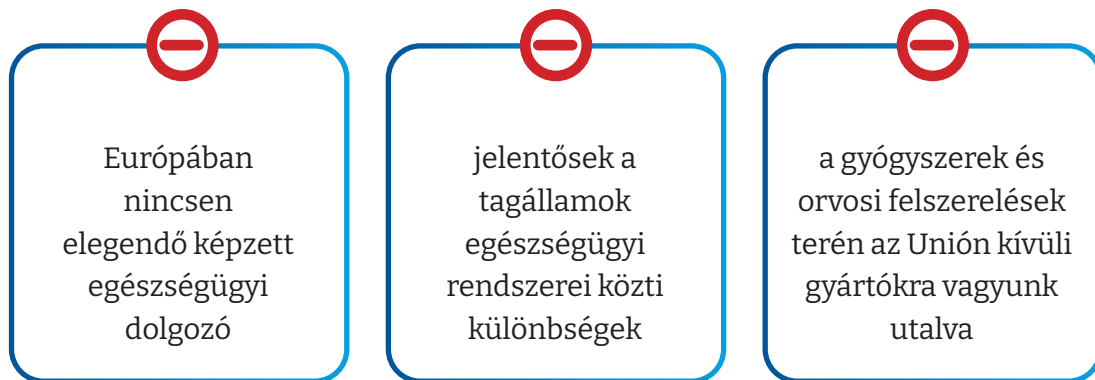 Európában
nincsen
elegendő képzett
egészségügyi
dolgozó
jelentősek a
tagállamok
egészségügyi
rendszerei közti
különbségek
a gyógyszerek és
orvosi felszerelések
terén az Unión kívüli
gyártókra vagyunk
utalva